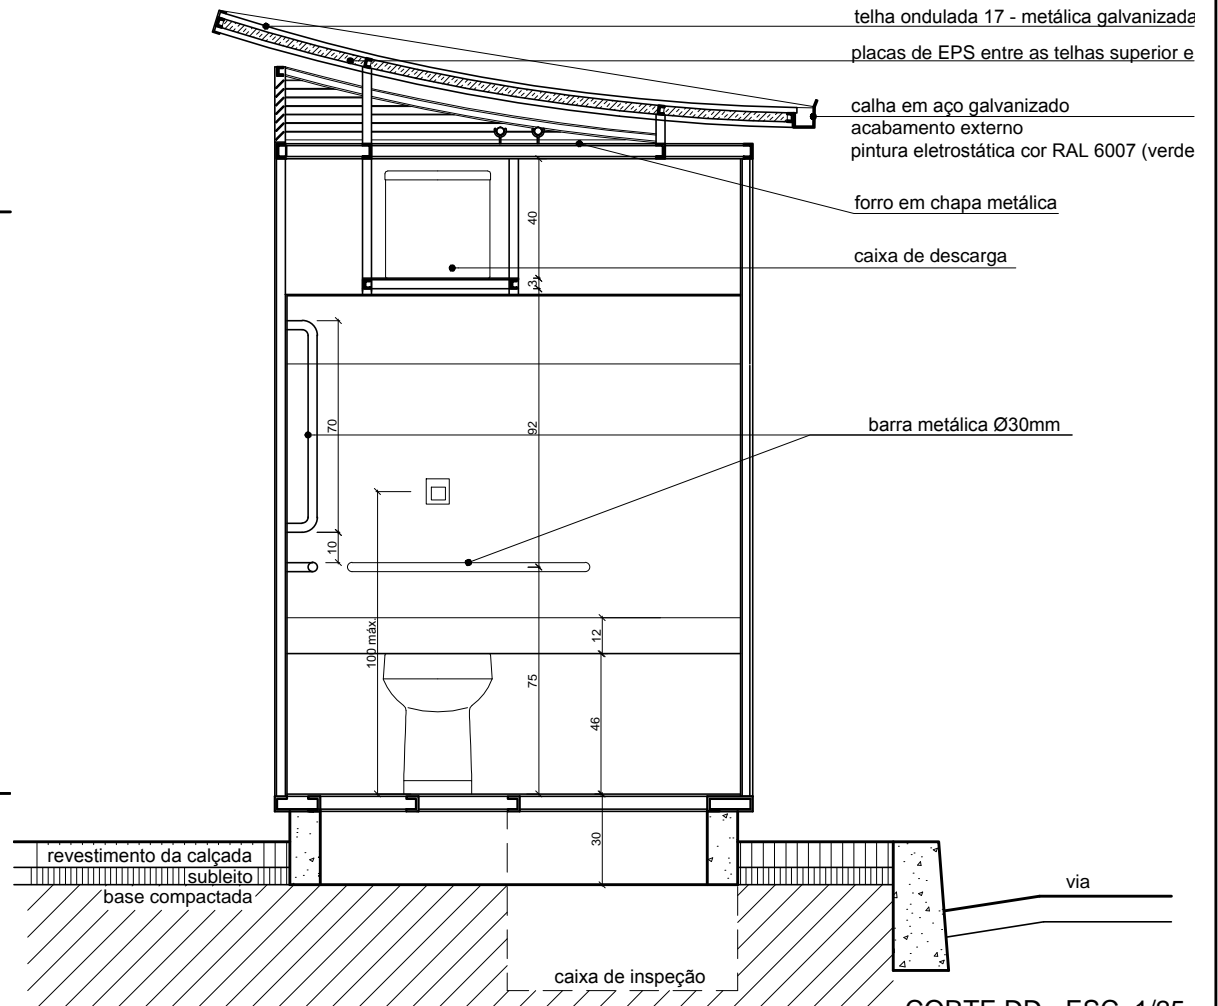 telha ondulada 17 - metálica galvanizada
placas de EPS entre as telhas superior e
calha em aço galvanizado
acabamento externo
pintura eletrostática cor RAL 6007 (verde
forro em chapa metálica
40
caixa de descarga
3
70
92
barra metálica Ø30mm
10
100 máx.
12
75
46
30
revestimento da calçada
subleito
base compactada
via
caixa de inspeção
CORTE DD - ESC. 1/25